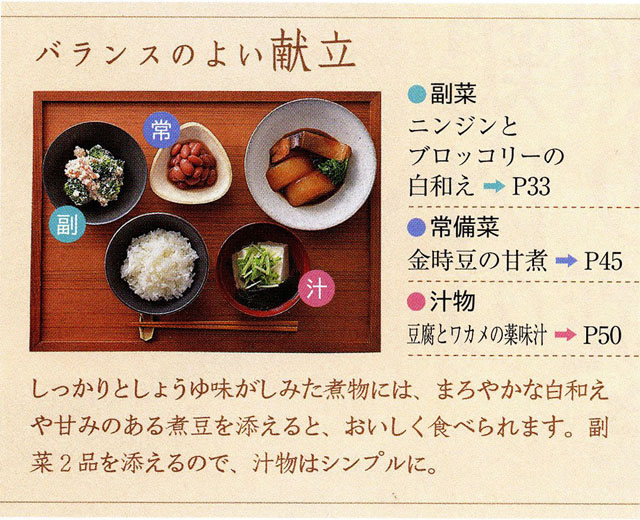 バランスのよい献立
常
副
汁
●副菜
ニンジンと
ブロッコリーの
白和え➡P33
●常備菜
金時豆の甘煮➡P45
●汁物
豆腐とワカメの薬味汁➡P50
しっかりとしょうゆ味がしみた煮物には、まろやかな白和え
や甘みのある煮豆を添えると、おいしく食べられます。副
菜2品を添えるので、汁物はシンプルに。